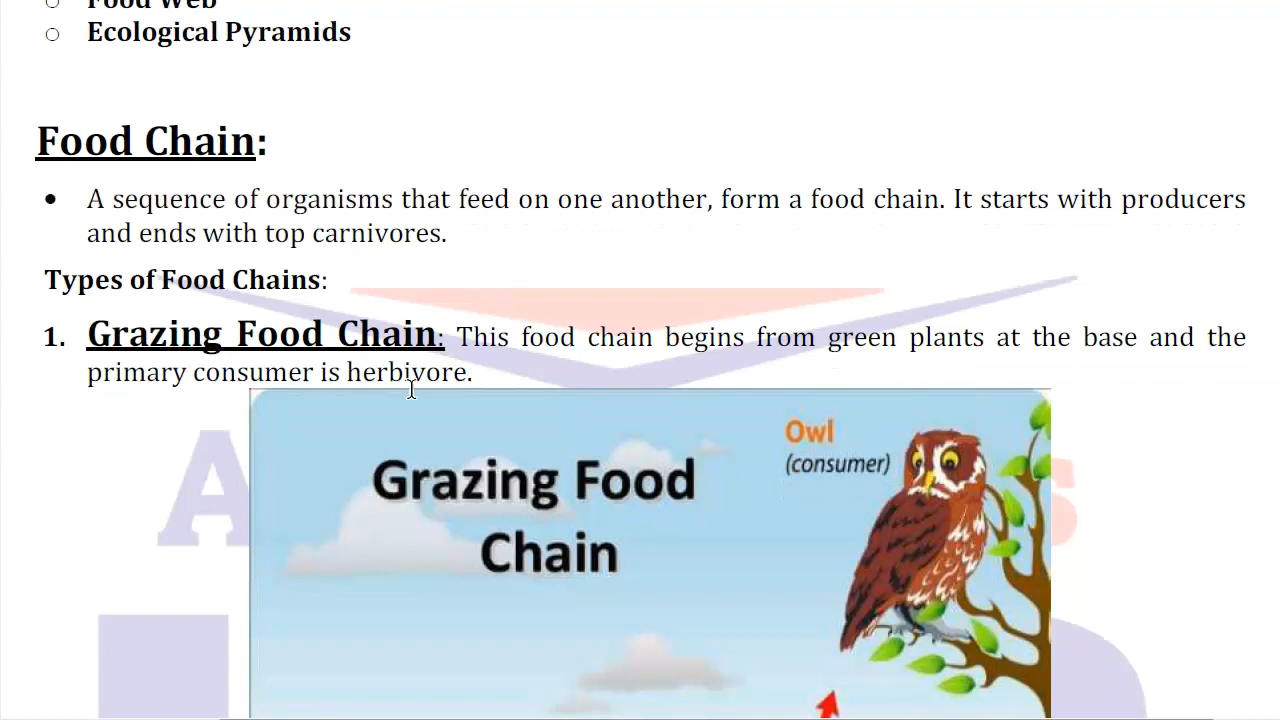 Food Web
Ecological Pyramids
Food Chain:
A sequence of organisms that feed on one another, form a food chain. It starts with producers
and ends with top carnivores.
Types of Food Chains:
1. Grazing Food Chain: This food chain begins from green plants at the base and the
primary consumer is herbivore.
Owl
(consumer)
Grazing Food
Chain